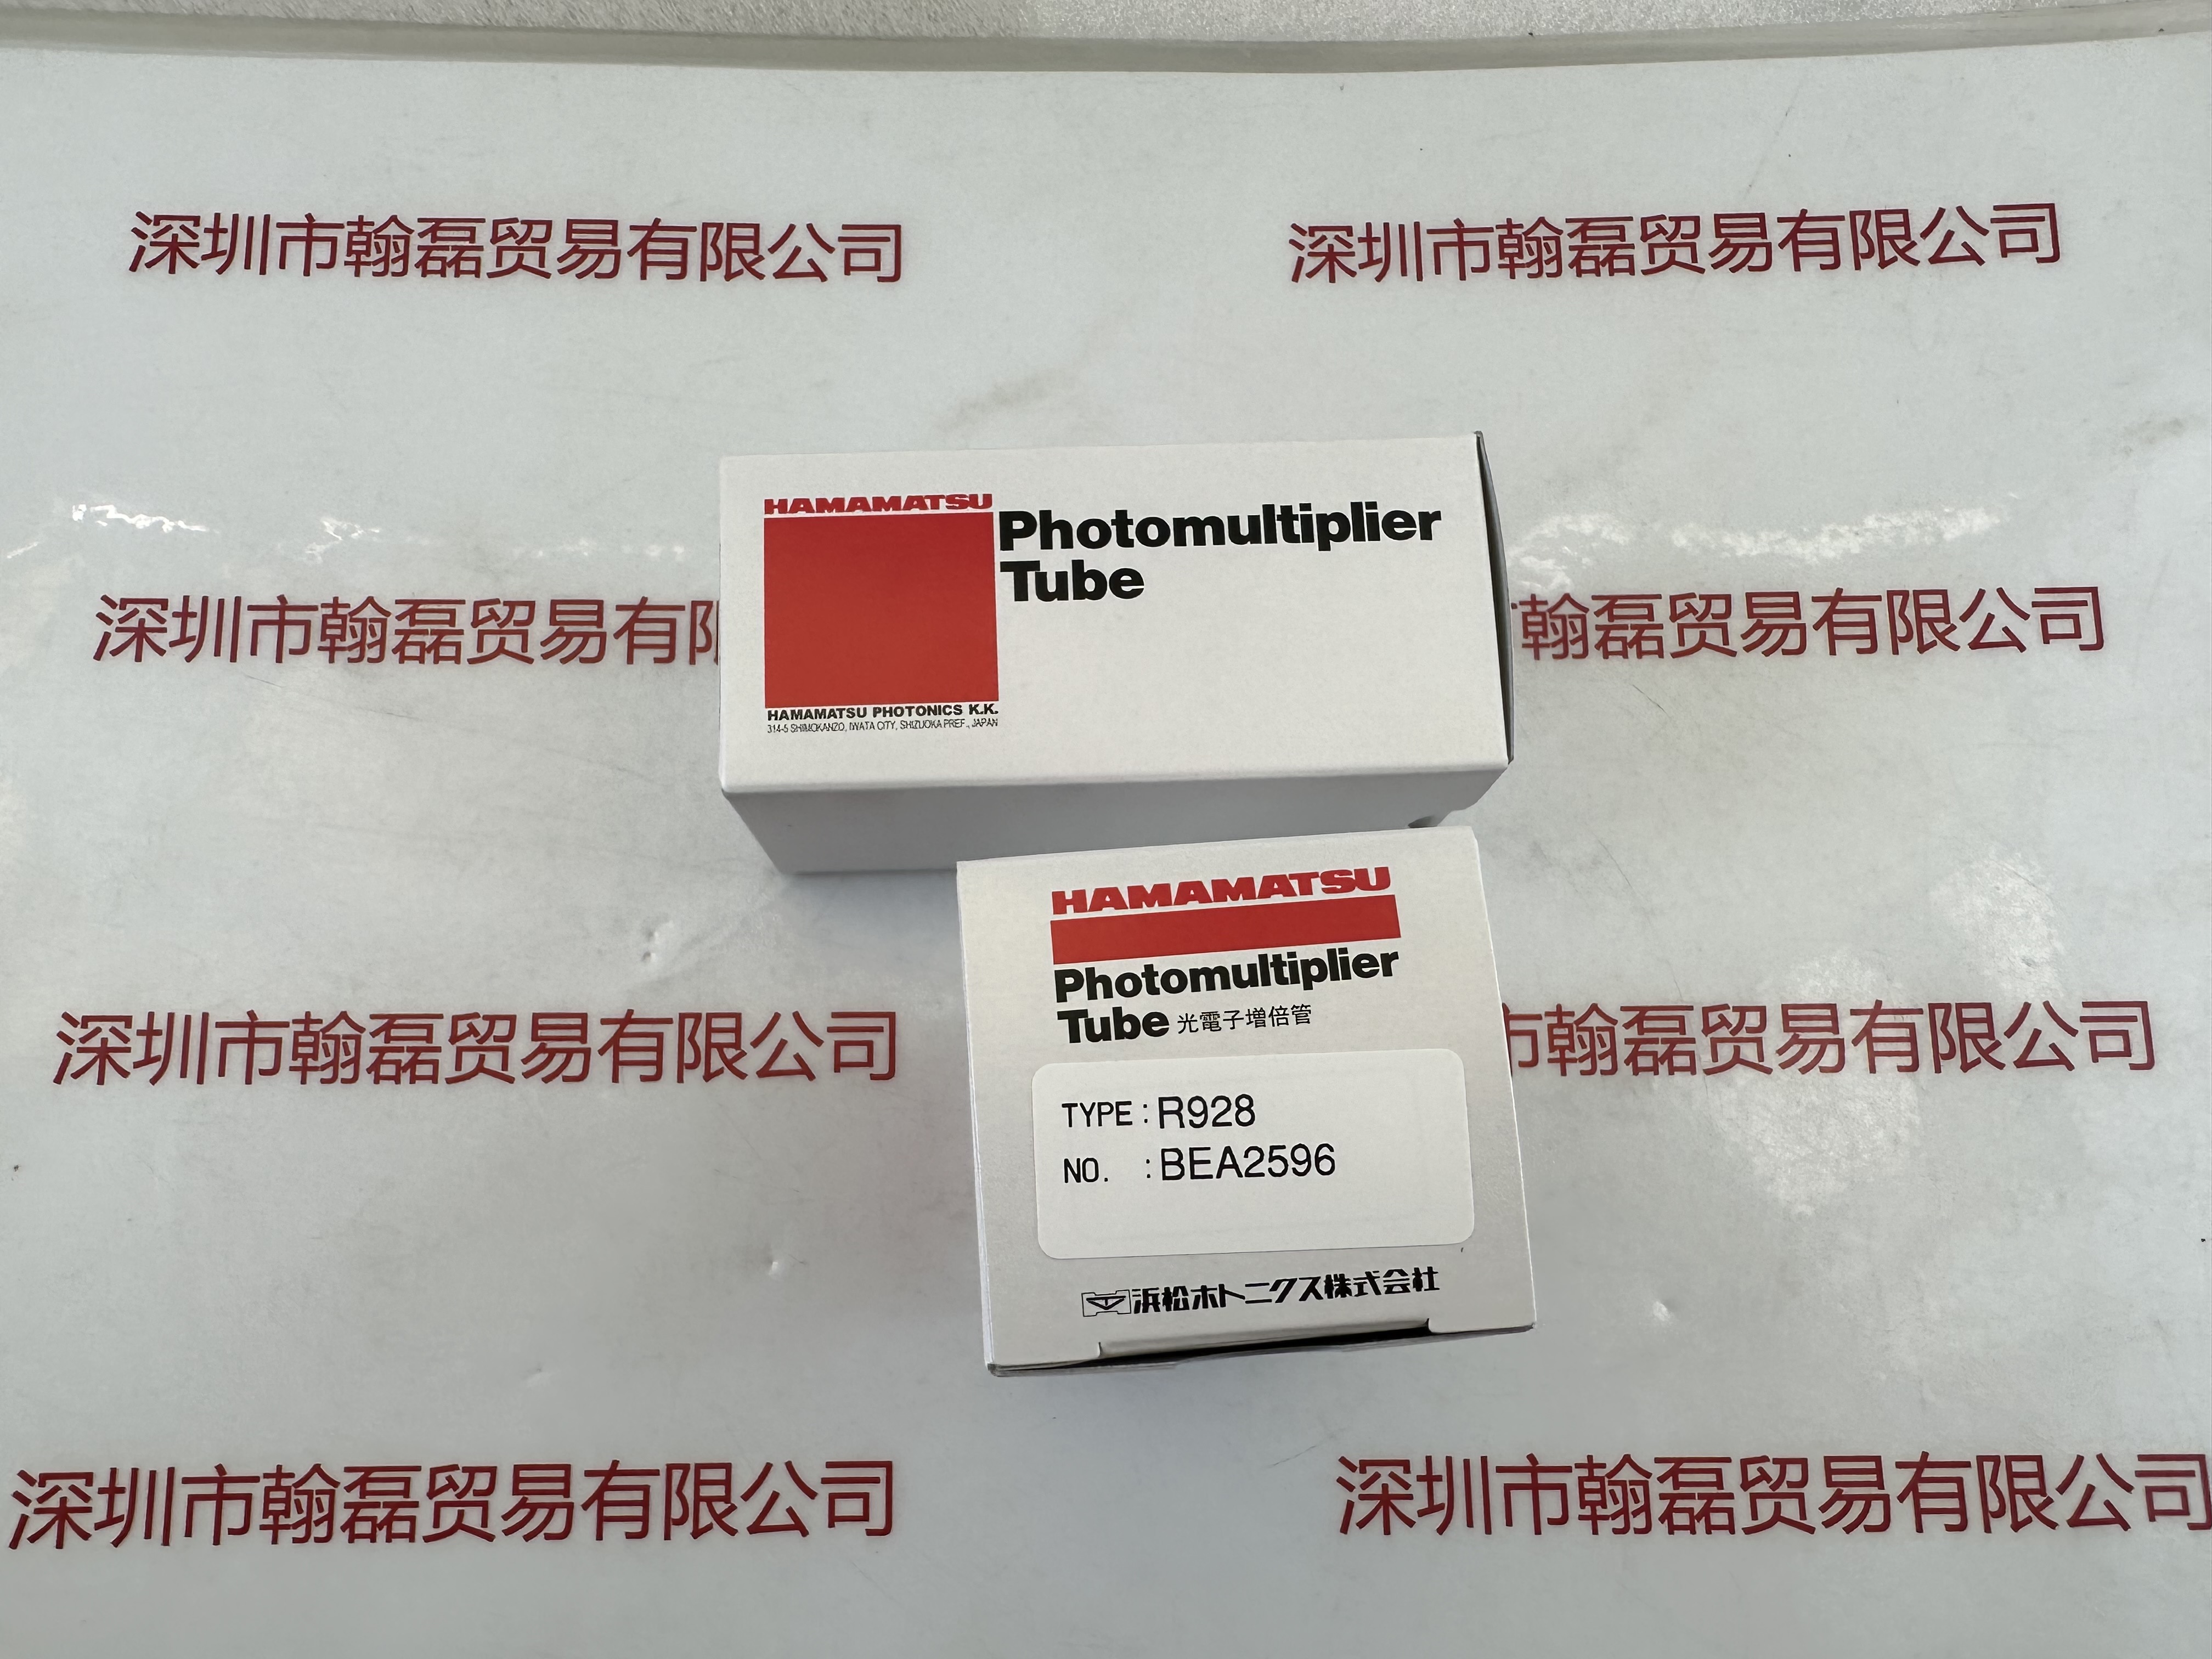 深圳市翰磊贸易有限公司
深圳市翰磊贸易有限公司
深圳市翰磊贸易有
翰磊贸易有限公司
HAMAMATSU
Photomultiplier
Tube
HAMAMATSU PHOTONICS K.K.
314-5 SHIMOKANZO, IWATA CITY, SHIZUOKA PREF., JAPAN
深圳市翰磊贸易有限公司
市翰磊贸易有限公司
HAMAMATSU
Photomultiplier
Tube 光電子増倍管
TYPE : R928
NO. : BEA2596
浜松ホトニクス株式会社
深圳市翰磊贸易有限公司
深圳市翰磊贸易有限公司